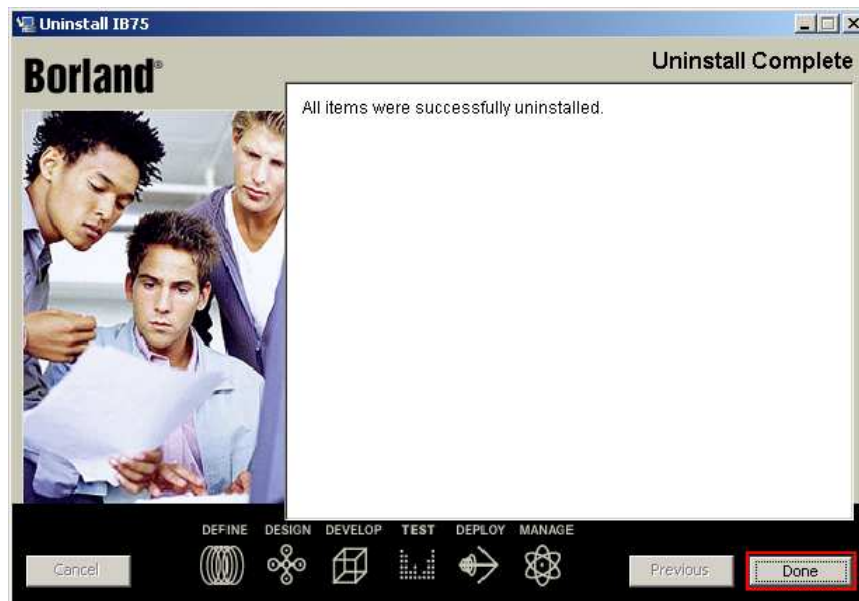 Uninstall IB75
Borland®
Uninstall Complete
All items were successfully uninstalled.
DEFINE DESIGN DEVELOP TEST DEPLOY MANAGE
Cancel Previous Done